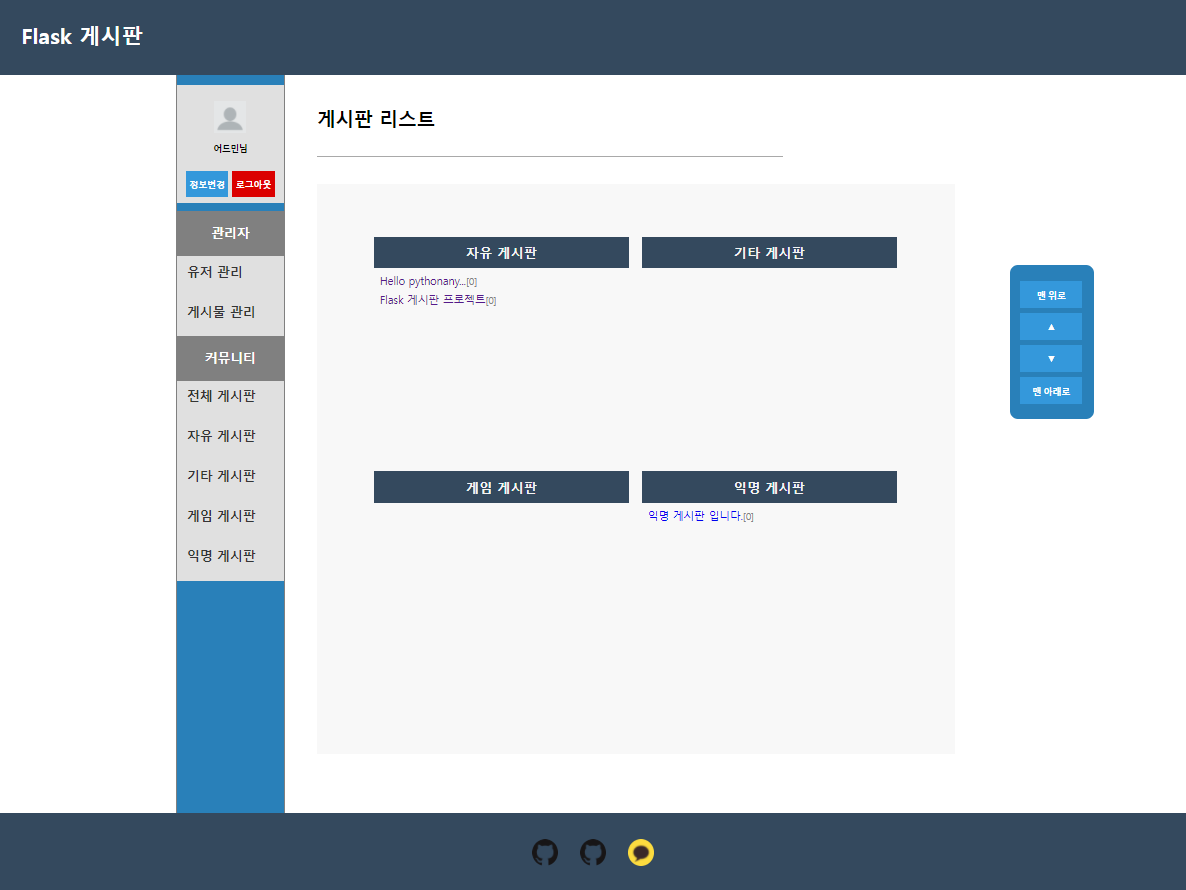 Flask 게시판
어드민님
정보변경 로그아웃
관리자
유저 관리
게시물 관리
커뮤니티
전체 게시판
자유 게시판
기타 게시판
게임 게시판
익명 게시판
게시판 리스트
자유 게시판
Hello pythonany...[0]
Flask 게시판 프로젝트[0]
기타 게시판
게임 게시판
익명 게시판
익명 게시판 입니다.[0]
맨 위로
▲
▼
맨 아래로